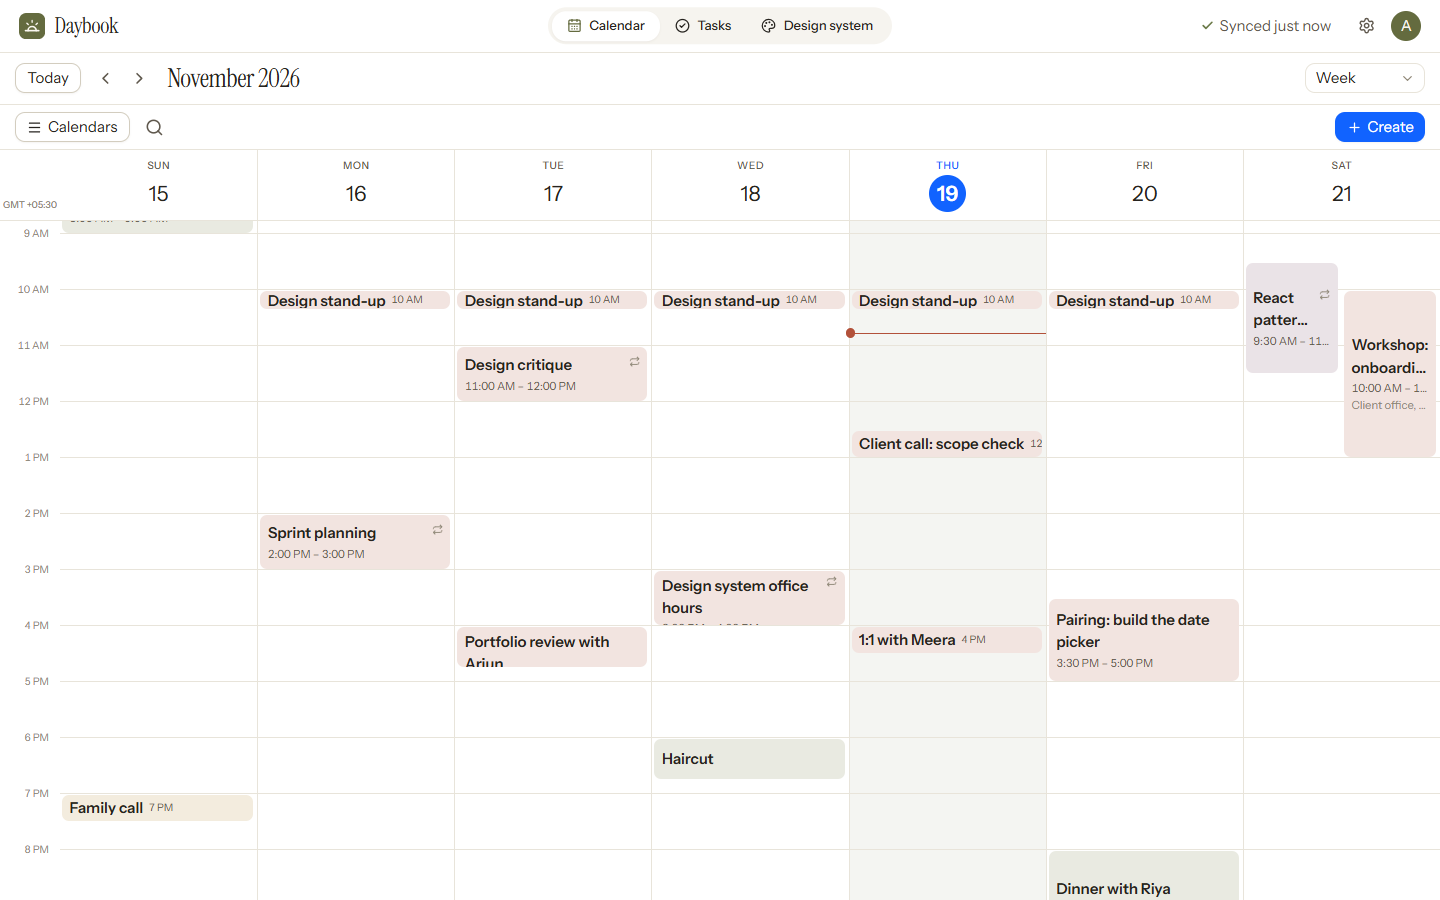 Daybook
Calendar
Tasks
Design system
Synced just now
A
Today
November 2026
Week
Calendars
Create
GMT +05:30
SUN
15
MON
16
TUE
17
WED
18
THU
19
FRI
20
SAT
21
9 AM
10 AM
11 AM
12 PM
1 PM
2 PM
3 PM
4 PM
5 PM
6 PM
7 PM
8 PM
Family call 7 PM
Design stand-up 10 AM
Sprint planning
2:00 PM – 3:00 PM
Design stand-up 10 AM
Design critique
11:00 AM – 12:00 PM
Portfolio review with
Arjun
Design stand-up 10 AM
Design system office
hours
Haircut
Design stand-up 10 AM
Client call: scope check 12
1:1 with Meera 4 PM
Design stand-up 10 AM
Pairing: build the date
picker
3:30 PM – 5:00 PM
Dinner with Riya
React
patter...
9:30 AM – 11...
Workshop:
onboardi...
10:00 AM – 1...
Client office, ...